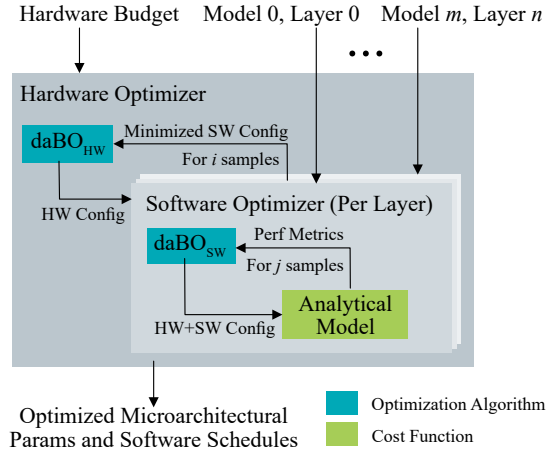 Hardware Budget
Model 0, Layer 0
Model m, Layer n
Hardware Optimizer
daBO_HW
Minimized SW Config
For i samples
HW Config
Software Optimizer (Per Layer)
daBO_SW
Perf Metrics
For j samples
HW+SW Config
Analytical
Model
Optimized Microarchitectural
Params and Software Schedules
Optimization Algorithm
Cost Function